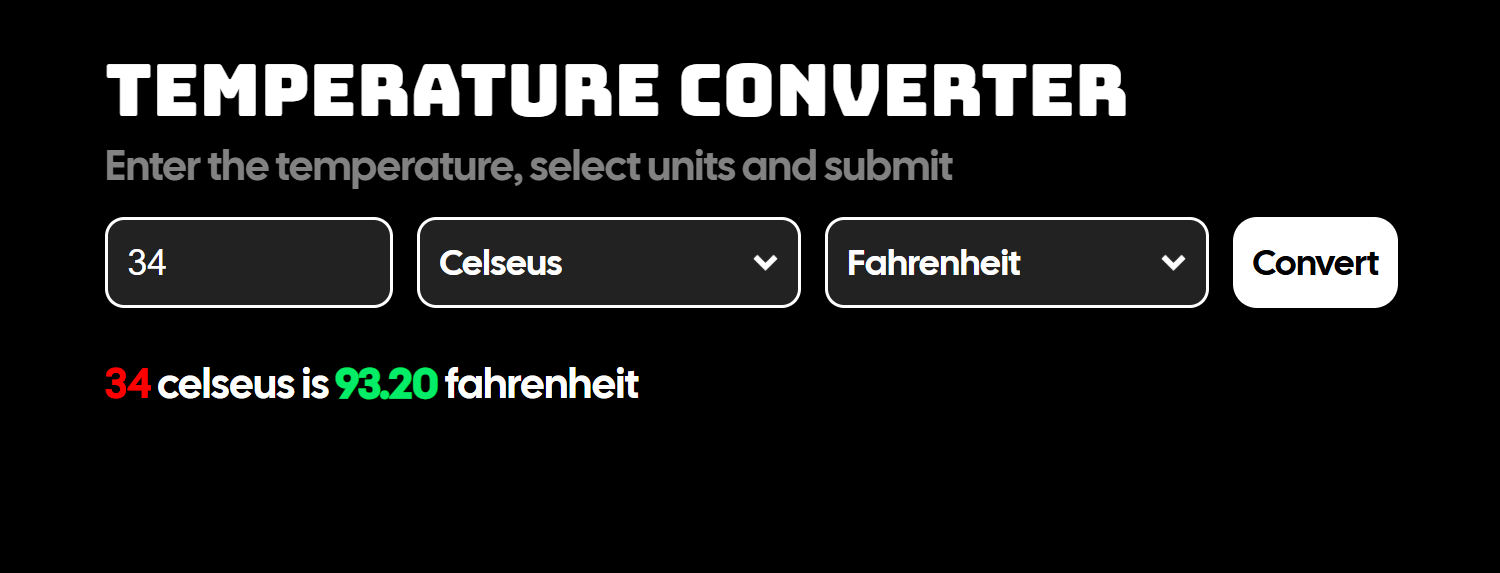 TEMPERATURE CONVERTER
Enter the temperature, select units and submit
34 Celseus Fahrenheit Convert
34 celseus is 93.20 fahrenheit